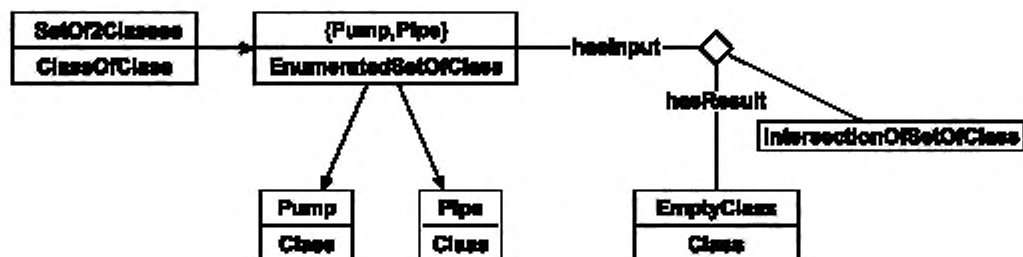 SetOf2Classes
ClassOfClass
{Pump,Pipe}
EnumeratedSetOfClass
hasInput
hasResult
IntersectionOfSetOfClass
Pump
Class
Pipe
Class
EmptyClass
Class